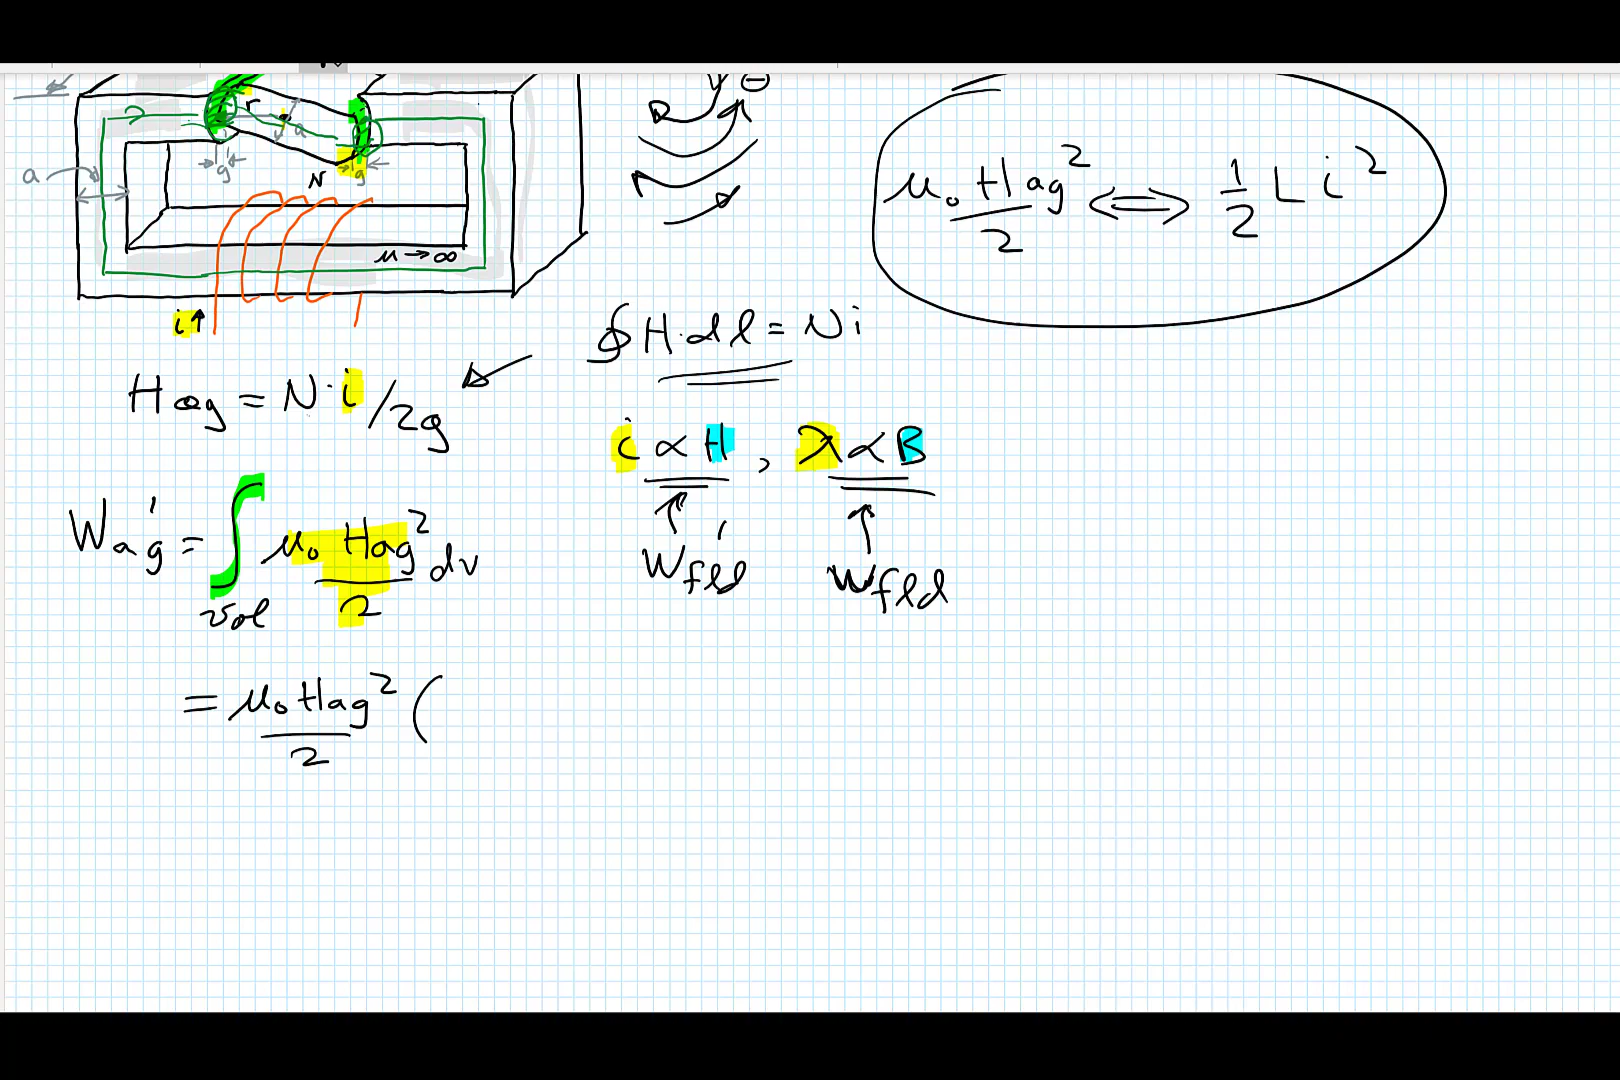 θ
r
a
a
g
g
N
μ → ∞
i ↑
μ₀ Hag² / 2 ⇔ 1/2 L i²
∮ H · dl = Ni
Hag = N · i / 2g
i ∝ H , λ ∝ B
W'fld Wfld
W'ag = ∫vol μ₀ Hag² / 2 dv
= μ₀ Hag² / 2 (